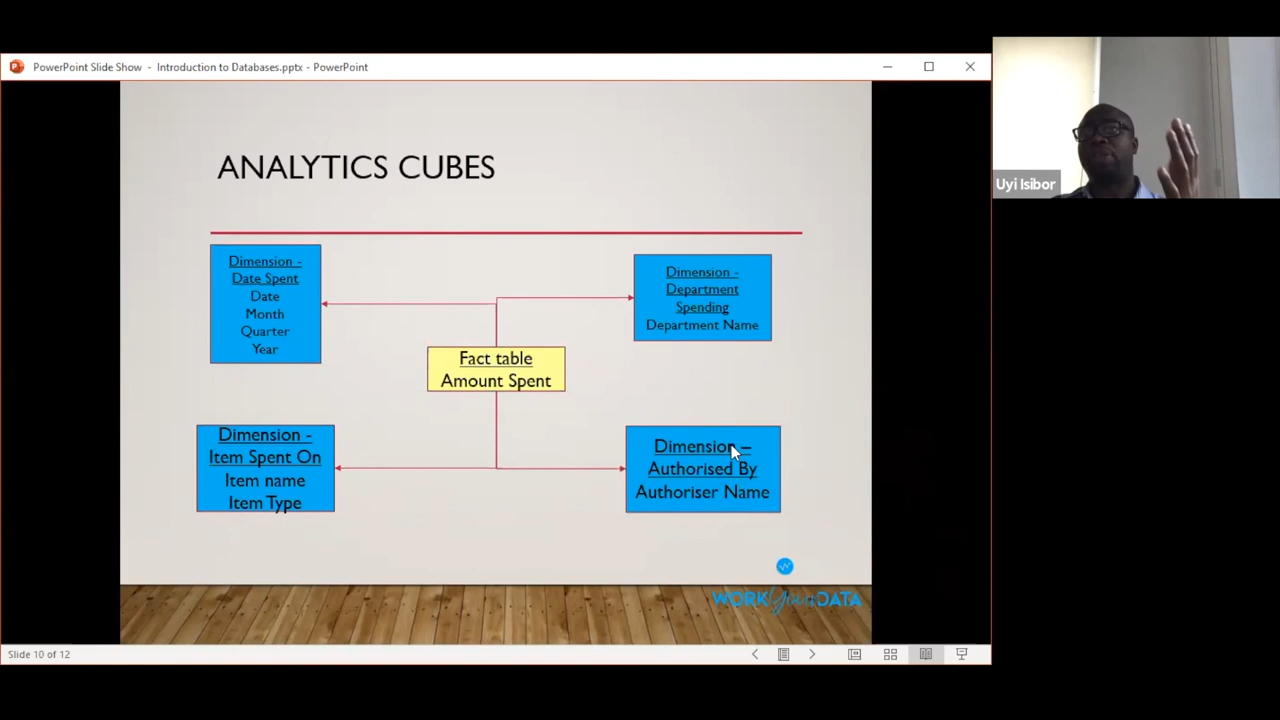 PowerPoint Slide Show - Introduction to Databases.pptx - PowerPoint
Uyi Isibor
ANALYTICS CUBES
Dimension -
Date Spent
Date
Month
Quarter
Year
Dimension -
Department
Spending
Department Name
Fact table
Amount Spent
Dimension -
Item Spent On
Item name
Item Type
Dimension –
Authorised By
Authoriser Name
WORK Your DATA
Slide 10 of 12